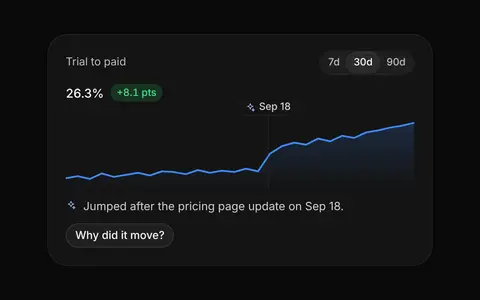 Trial to paid
7d 30d 90d
26.3% +8.1 pts
Sep 18
Jumped after the pricing page update on Sep 18.
Why did it move?